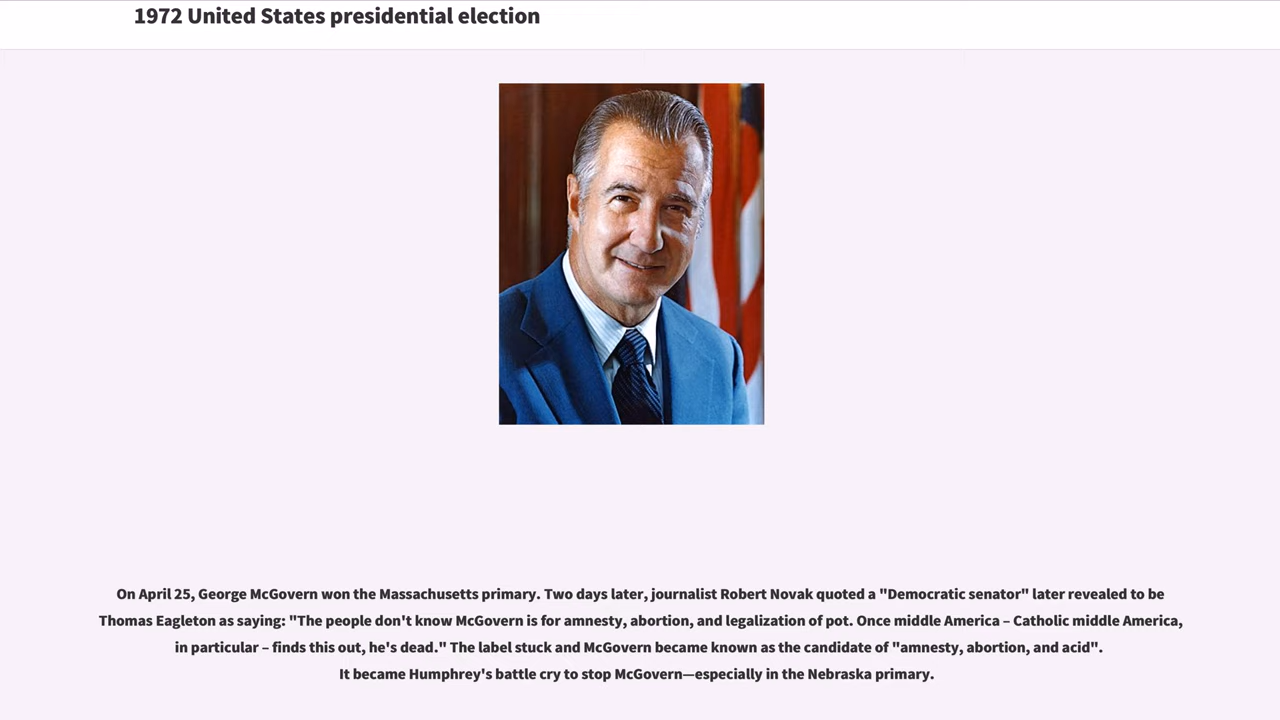 1972 United States presidential election
On April 25, George McGovern won the Massachusetts primary. Two days later, journalist Robert Novak quoted a "Democratic senator" later revealed to be
Thomas Eagleton as saying: "The people don't know McGovern is for amnesty, abortion, and legalization of pot. Once middle America – Catholic middle America,
in particular – finds this out, he's dead." The label stuck and McGovern became known as the candidate of "amnesty, abortion, and acid".
It became Humphrey's battle cry to stop McGovern—especially in the Nebraska primary.